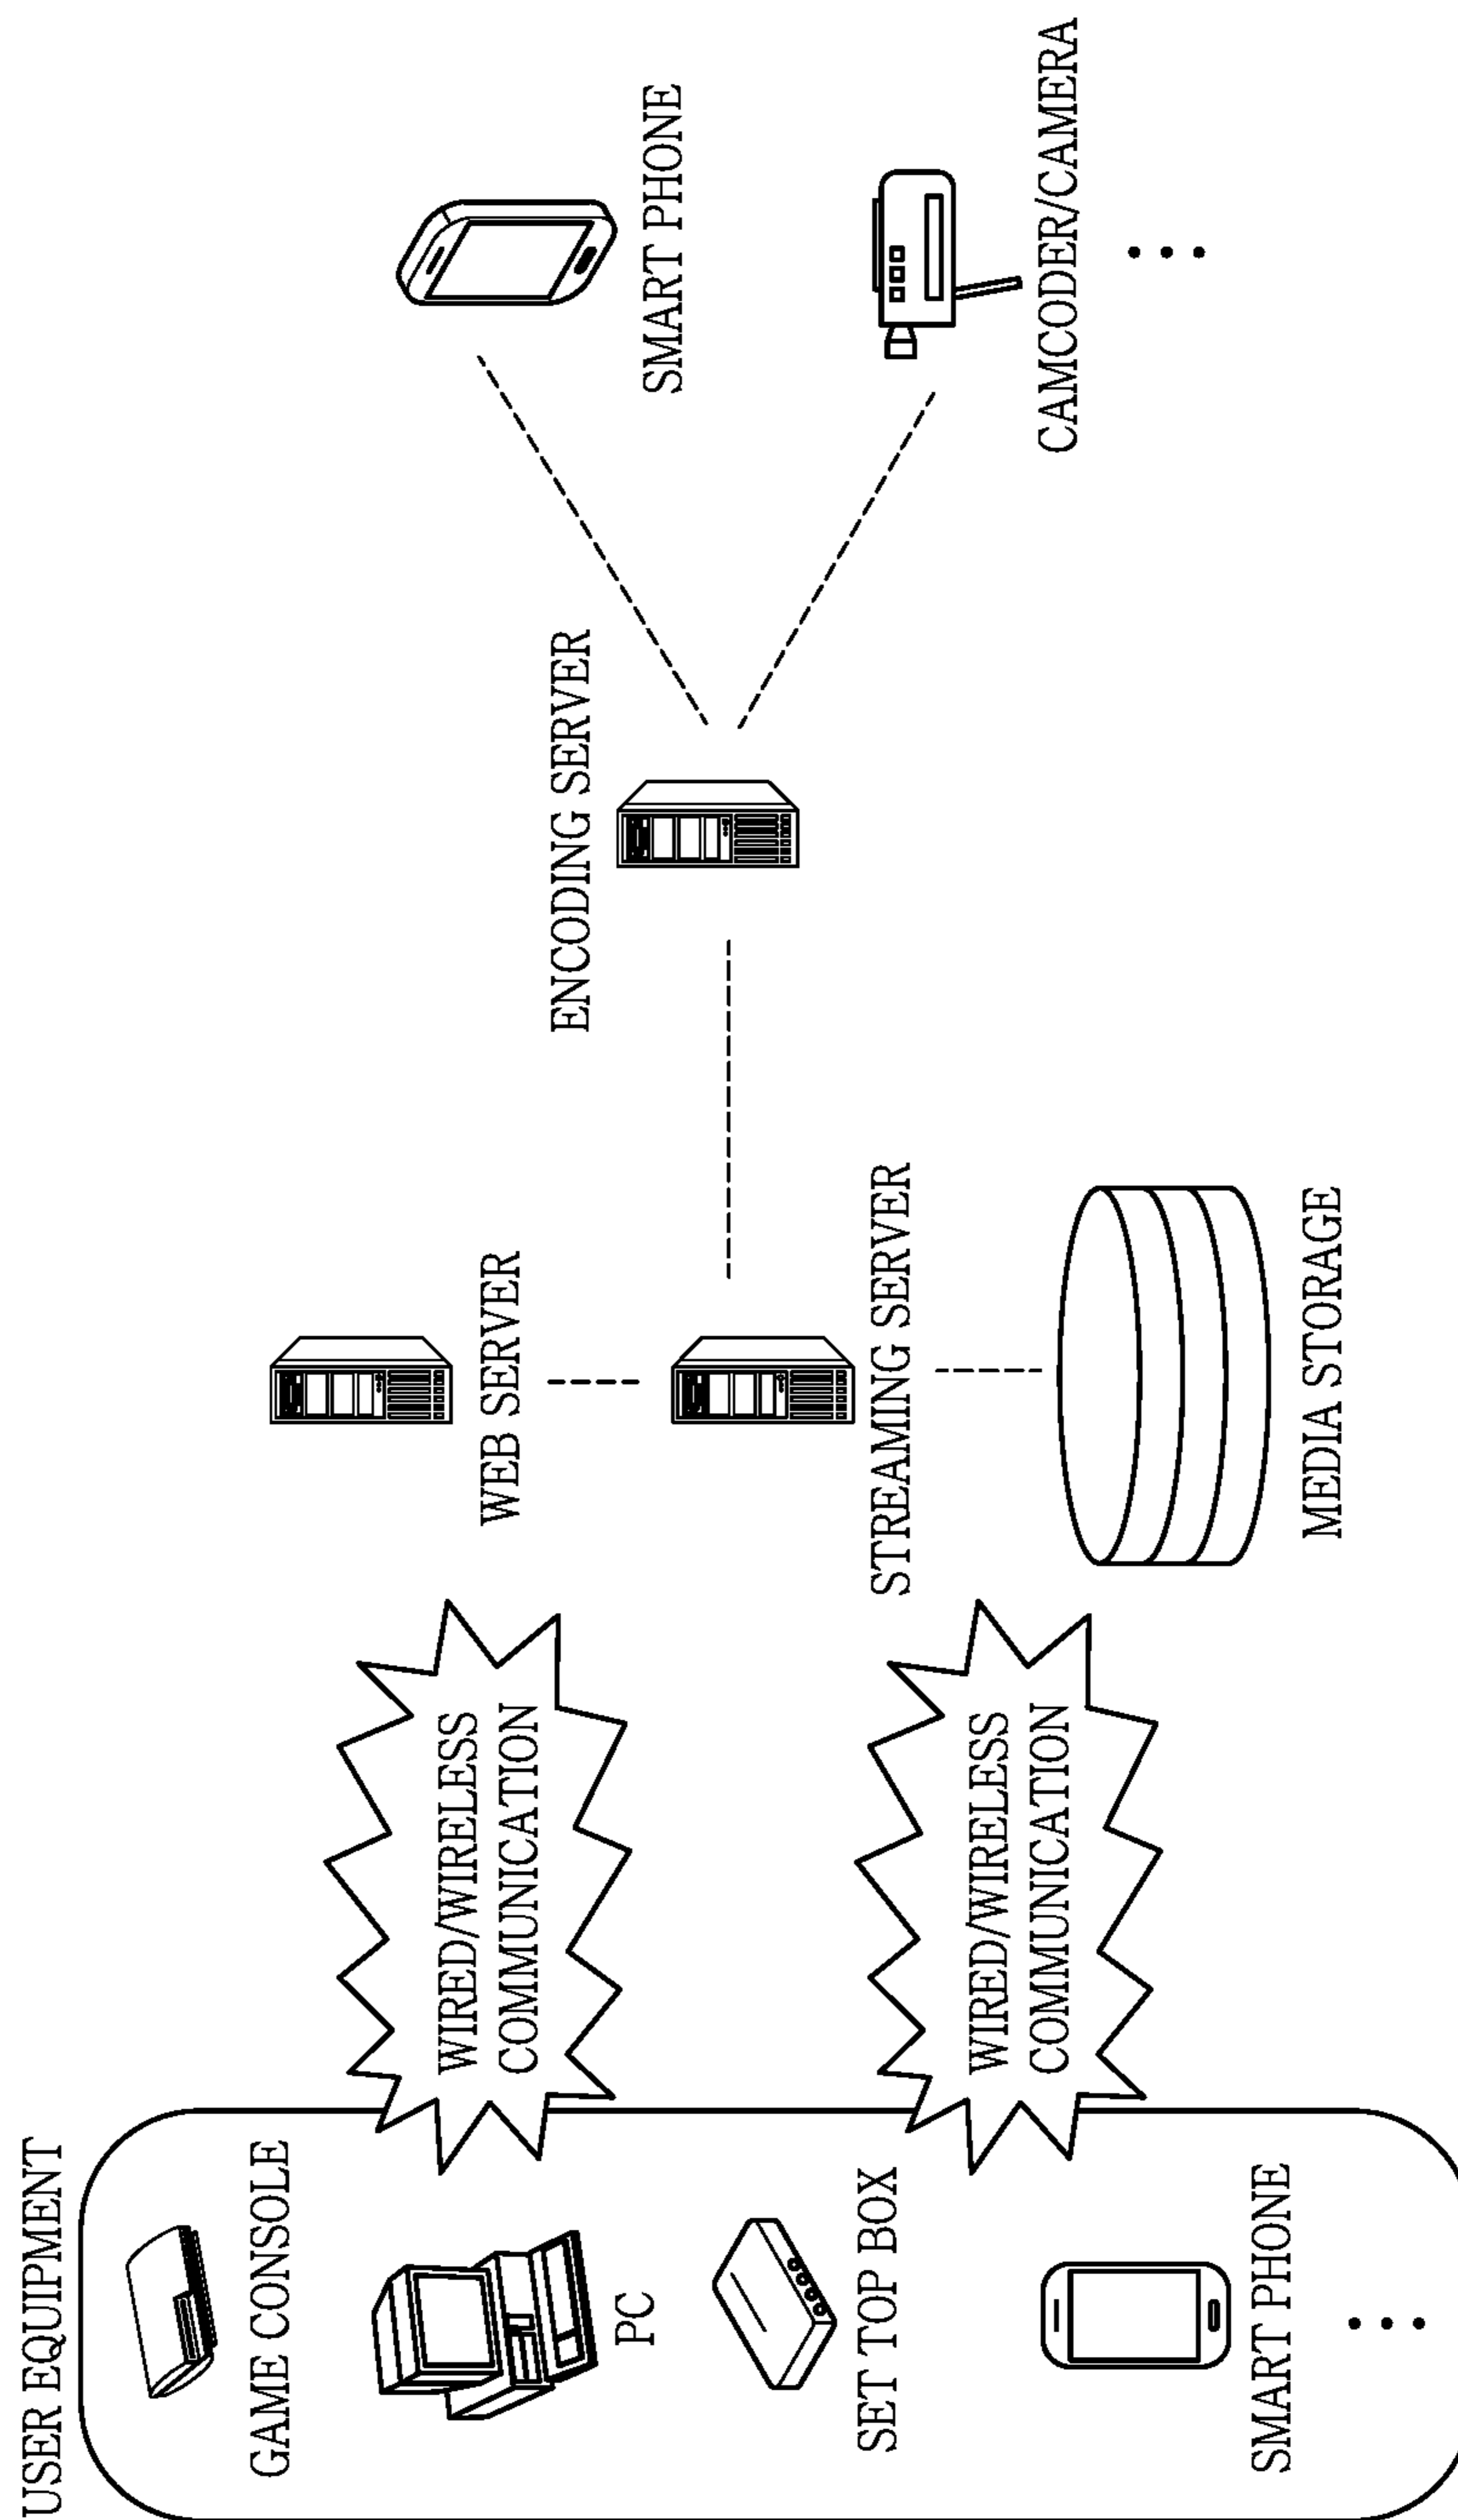 USER EQUIPMENT
GAME CONSOLE
PC
SET TOP BOX
SMART PHONE
WIRED/WIRELESS
COMMUNICATION
WIRED/WIRELESS
COMMUNICATION
WEB SERVER
STREAMING SERVER
MEDIA STORAGE
ENCODING SERVER
SMART PHONE
CAMCODER/CAMERA